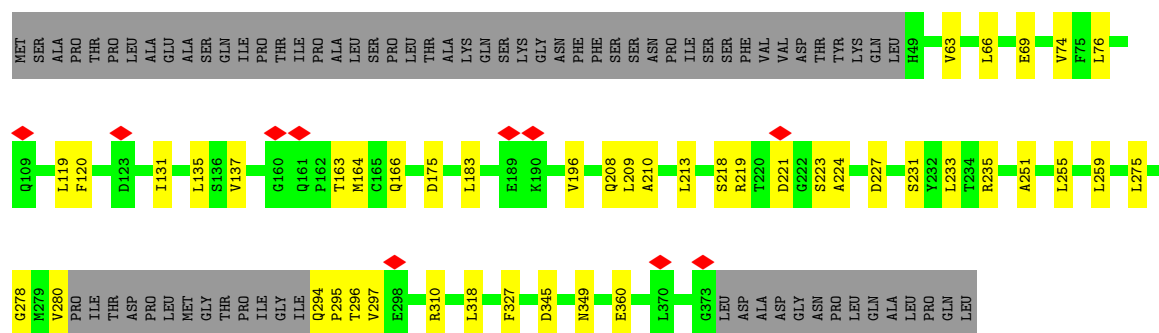 MET SER ALA PRO THR PRO LEU ALA GLU ALA SER GLN ILE PRO THR ILE PRO ALA LEU SER PRO LEU THR ALA LYS GLN SER LYS GLY ASN PHE PHE SER SER ASN PRO ILE SER SER PHE VAL VAL ASP THR TYR LYS GLN LEU H49 V63 L66 E69 V74 F75 L76
Q109 L119 F120 D123 I131 L135 S136 V137 G160 Q161 P162 T163 M164 C165 Q166 D175 L183 E189 K190 V196 Q208 L209 A210 L213 S218 R219 T220 D221 G222 S223 A224 D227 S231 Y232 L233 T234 R235 A251 L255 L259 L275
G278 M279 V280 PRO ILE THR ASP PRO LEU MET GLY THR PRO ILE GLY ILE Q294 P295 T296 V297 E298 R310 L318 F327 D345 N349 E360 L370 G373 LEU ASP ALA ASP GLY ASN PRO LEU GLN ALA LEU PRO GLN LEU